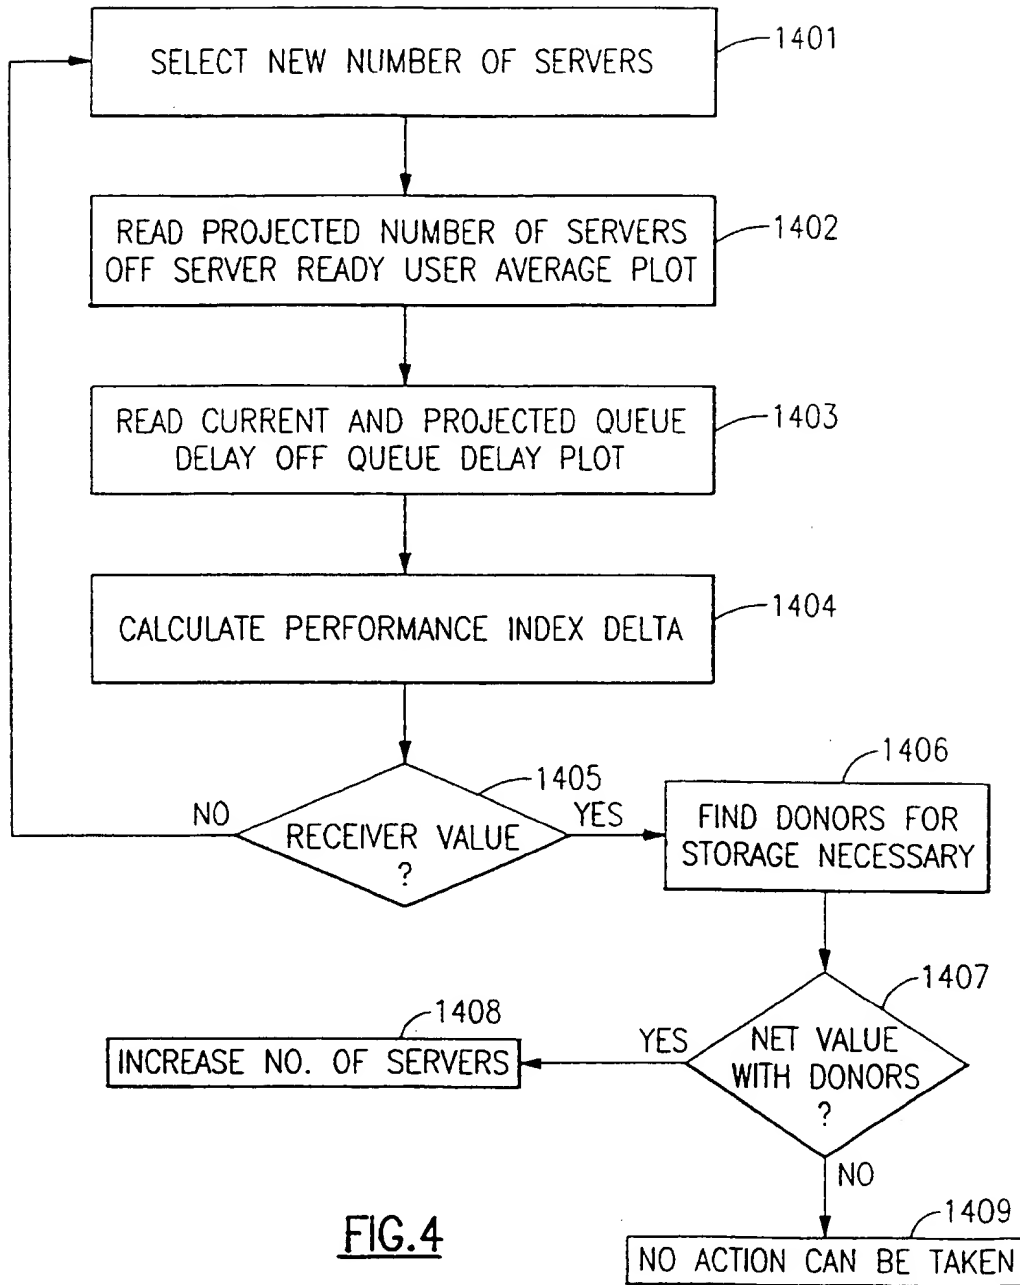 SELECT NEW NUMBER OF SERVERS
1401
READ PROJECTED NUMBER OF SERVERS
OFF SERVER READY USER AVERAGE PLOT
1402
READ CURRENT AND PROJECTED QUEUE
DELAY OFF QUEUE DELAY PLOT
1403
CALCULATE PERFORMANCE INDEX DELTA
1404
RECEIVER VALUE
?
1405
NO
YES
FIND DONORS FOR
STORAGE NECESSARY
1406
NET VALUE
WITH DONORS
?
1407
YES
INCREASE NO. OF SERVERS
1408
NO
NO ACTION CAN BE TAKEN
1409
FIG.4